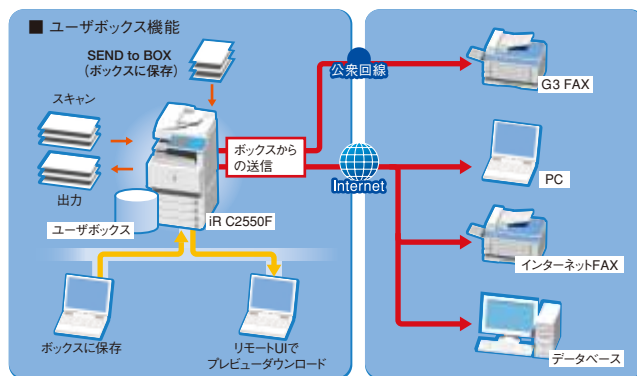 ■ ユーザボックス機能
SEND to BOX
(ボックスに保存)
スキャン
出力
ユーザボックス
iR C2550F
ボックスから
の送信
公衆回線
Internet
G3 FAX
PC
インターネットFAX
データベース
ボックスに保存
リモートUIで
プレビューダウンロード